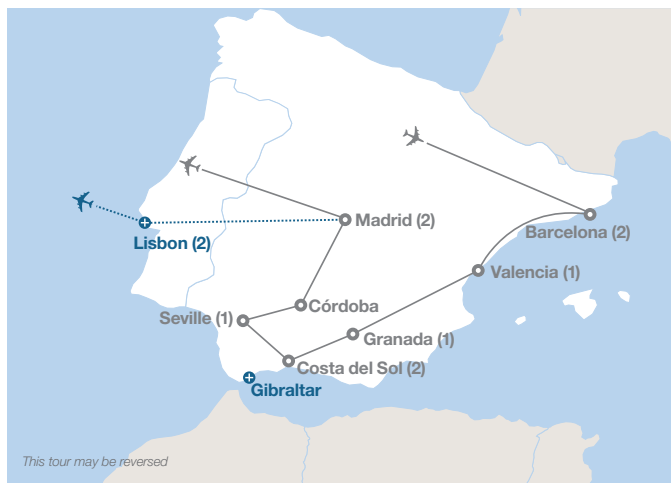 Madrid (2)
Barcelona (2)
Lisbon (2)
Valencia (1)
Córdoba
Seville (1)
Granada (1)
Costa del Sol (2)
Gibraltar
This tour may be reversed